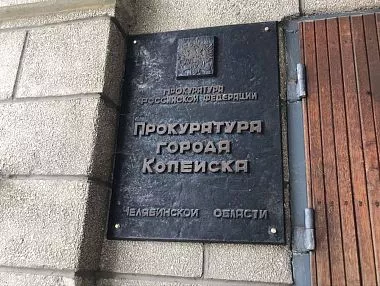 Прокуратура
Российской Федерации
Прокуратура
города
Копейска
Челябинской области